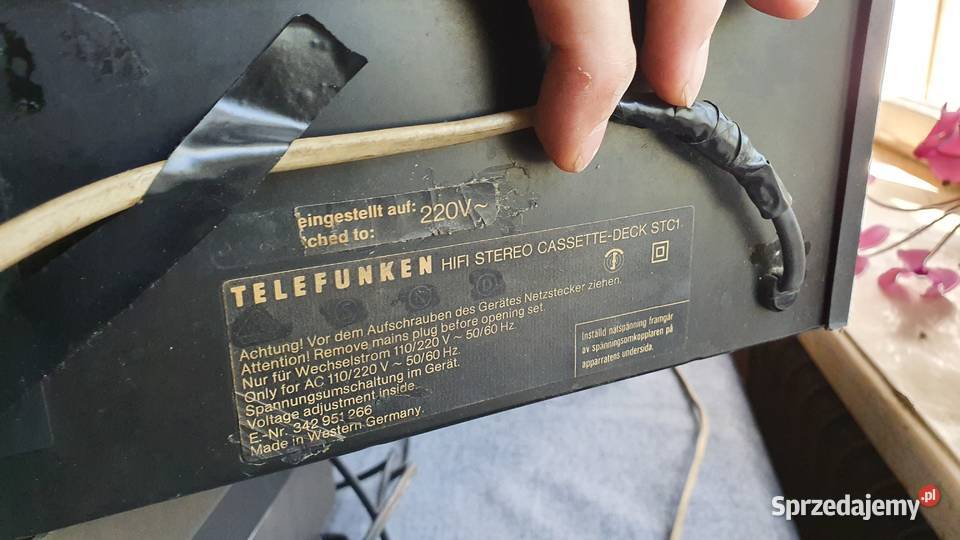 eingestellt auf: 220V~
ched to:
TELEFUNKEN HIFI STEREO CASSETTE-DECK STC1
Achtung! Vor dem Aufschrauben des Gerätes Netzstecker ziehen.
Attention! Remove mains plug before opening set
Nur für Wechselstrom 110/220 V ~ 50/60 Hz.
Only for AC 110/220 V ~ 50/60 Hz.
Spannungsumschaltung im Gerät.
Voltage adjustment inside.
E.-Nr. 342 951 266
Made in Western Germany.
Inställd nätspänning framgår
av spänningsomkopplaren på
apparatens undersida.
Sprzedajemy.pl